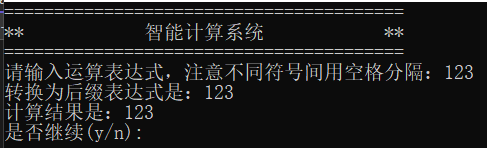 ========================================
**            智能计算系统            **
========================================
请输入运算表达式，注意不同符号间用空格分隔：123
转换为后缀表达式是：123
计算结果是：123
是否继续(y/n):